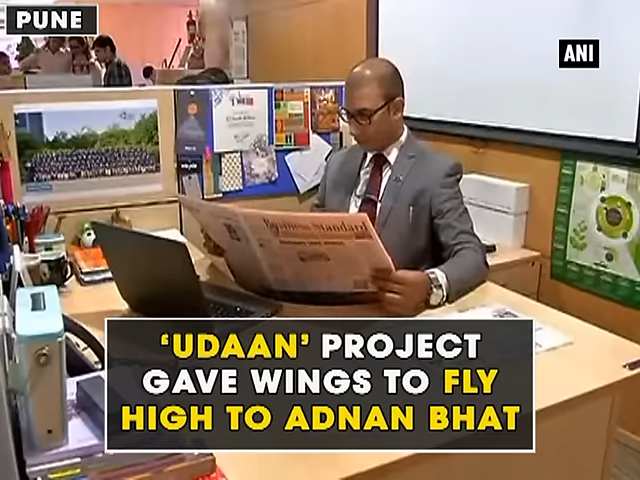 PUNE
ANI
Business Standard
‘UDAAN’ PROJECT
GAVE WINGS TO FLY
HIGH TO ADNAN BHAT